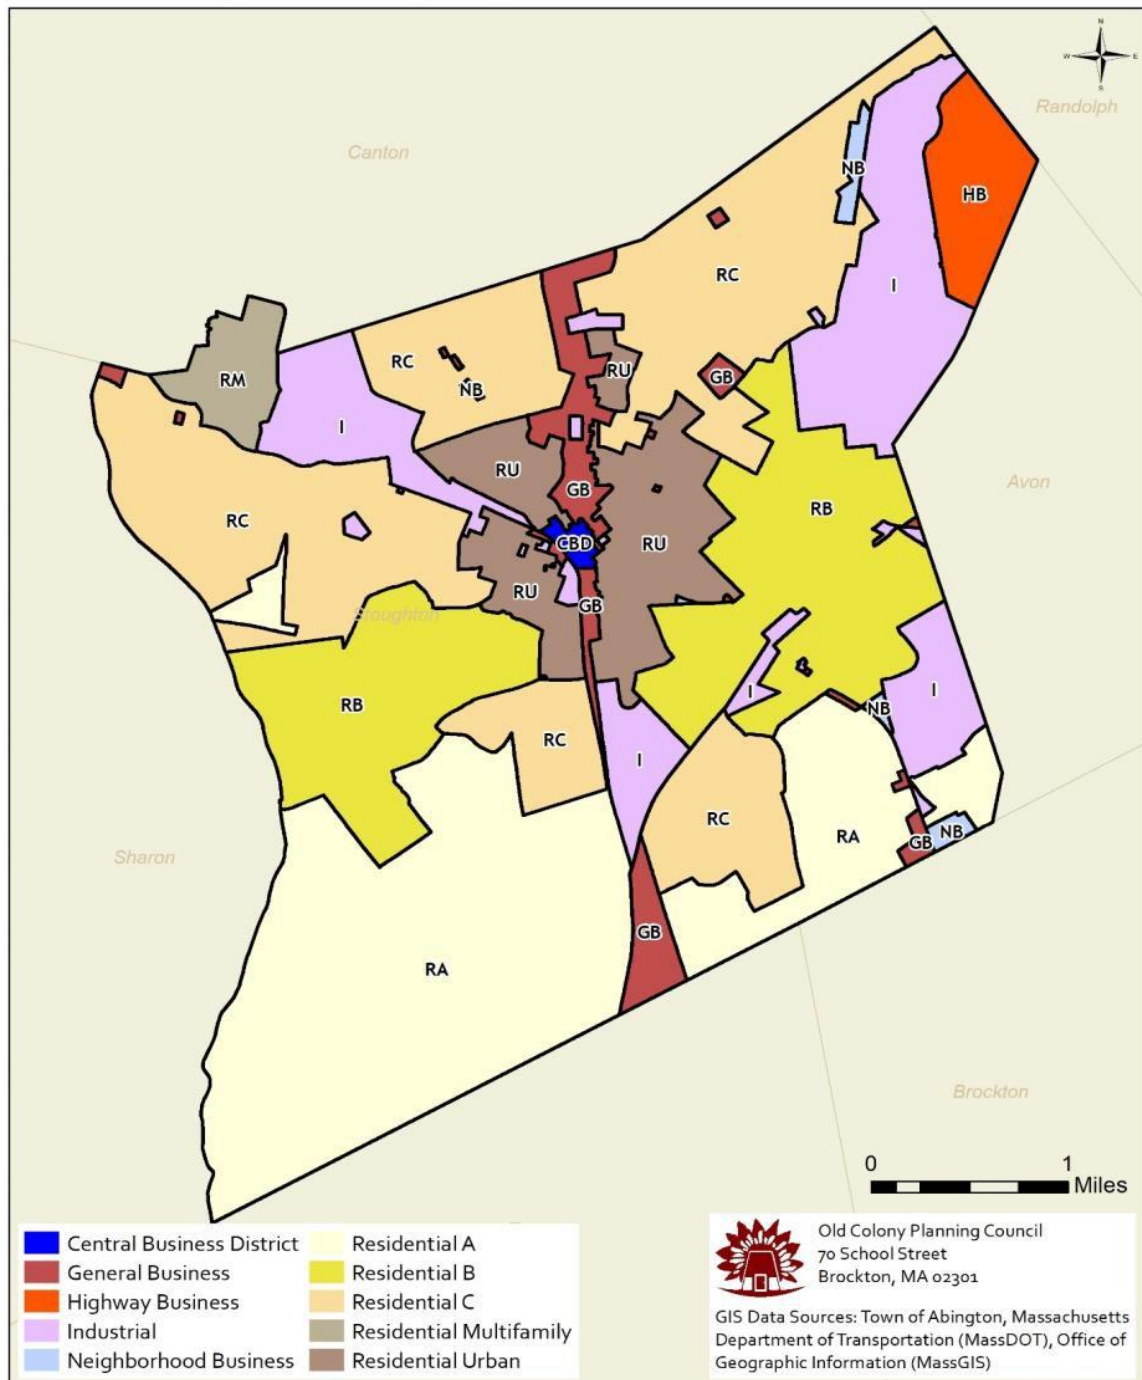 N
W E
S
Randolph
Canton
NB
HB
RC
I
RC
NB
RU
GB
RM
I
RU
GB
RB
Avon
RC
CBD
RU
RU
GB
Stoughton
RB
I
I
NB
RC
I
RC
RA
GB
NB
Sharon
GB
RA
Brockton
0 1
Miles
Central Business District
General Business
Highway Business
Industrial
Neighborhood Business
Residential A
Residential B
Residential C
Residential Multifamily
Residential Urban
Old Colony Planning Council
70 School Street
Brockton, MA 02301
GIS Data Sources: Town of Abington, Massachusetts
Department of Transportation (MassDOT), Office of
Geographic Information (MassGIS)